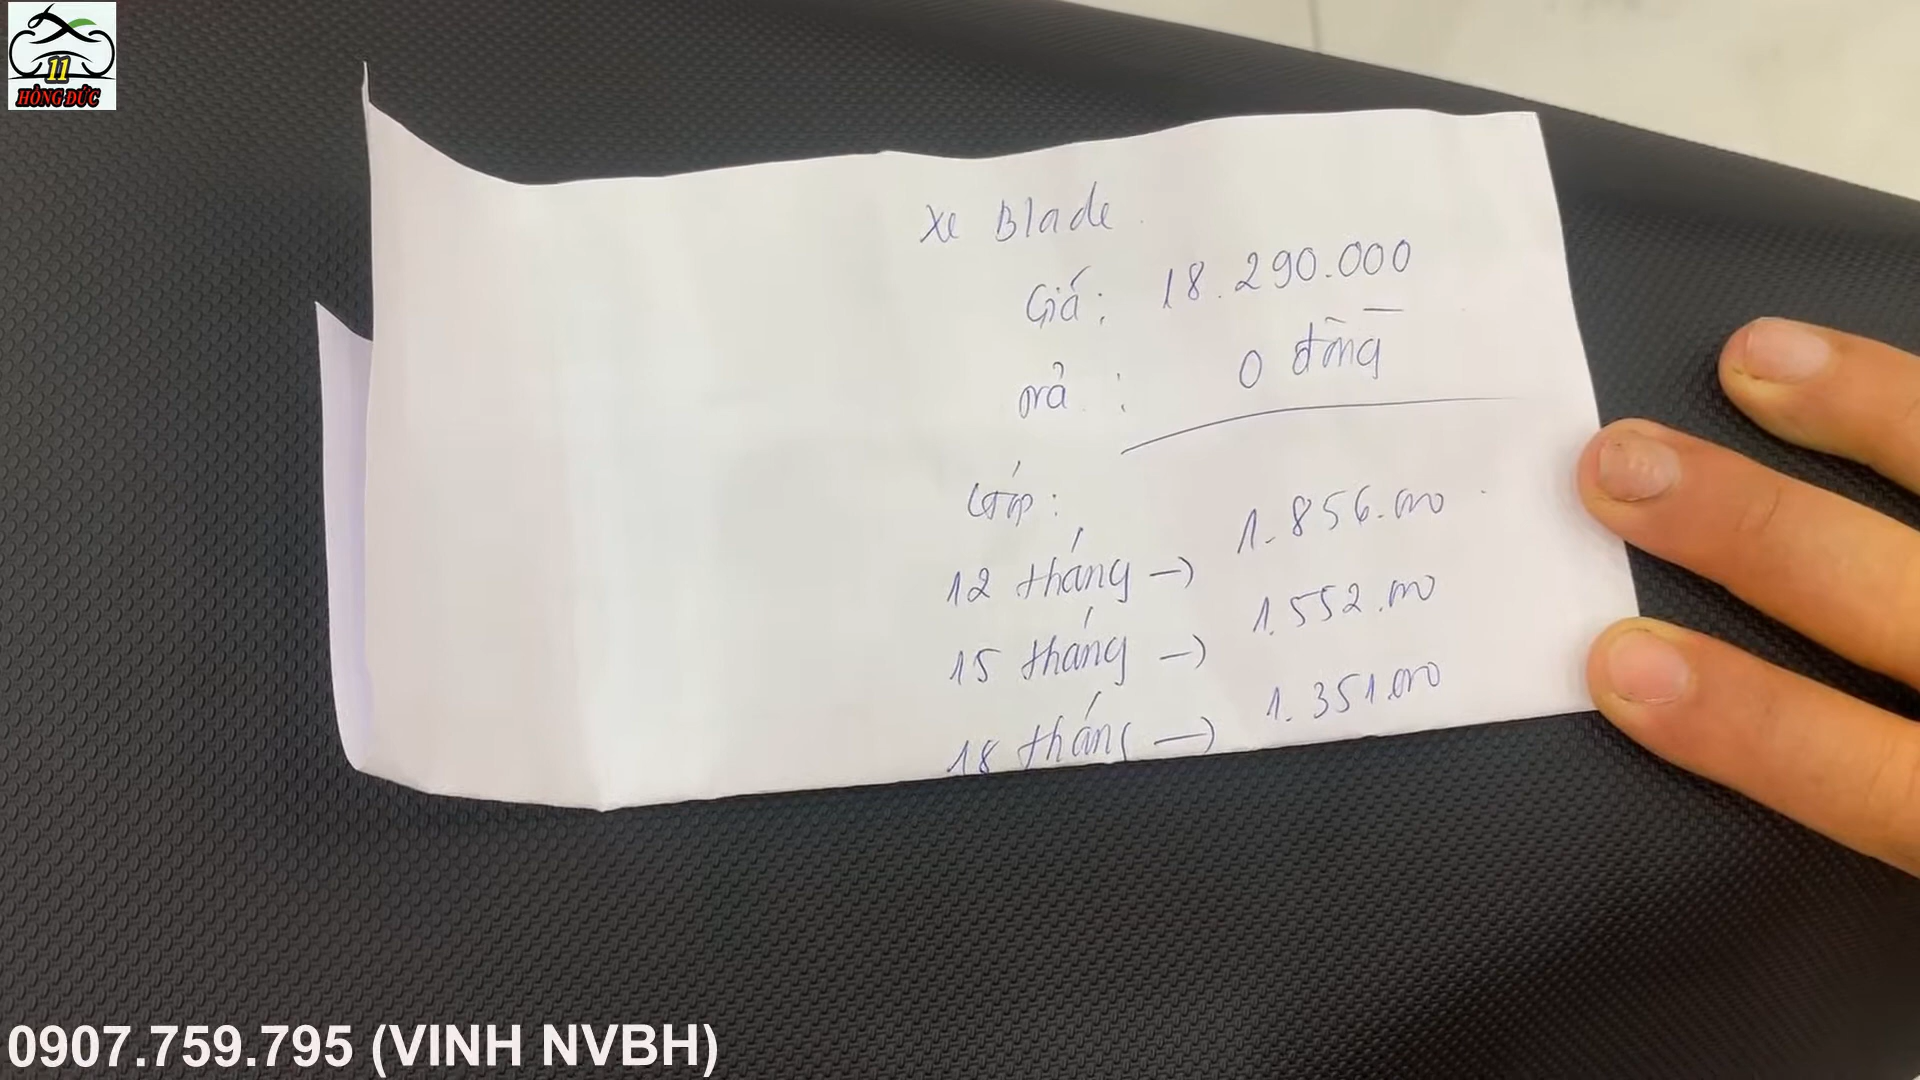 11
HỒNG ĐỨC
Xe Blade
Giá: 18.290.000
trả: 0 đồng
Góp:
12 tháng → 1.856.000
15 tháng → 1.552.000
18 tháng → 1.351.000
0907.759.795 (VINH NVBH)